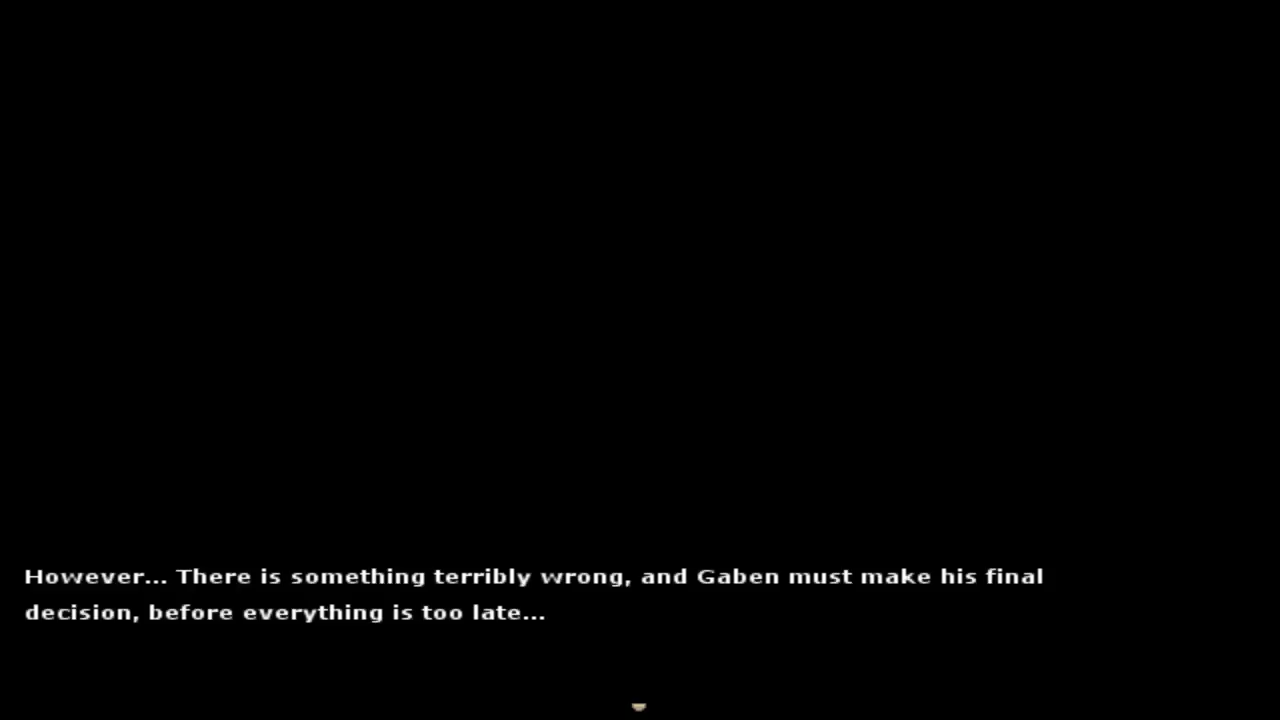 However... There is something terribly wrong, and Gaben must make his final
decision, before everything is too late...